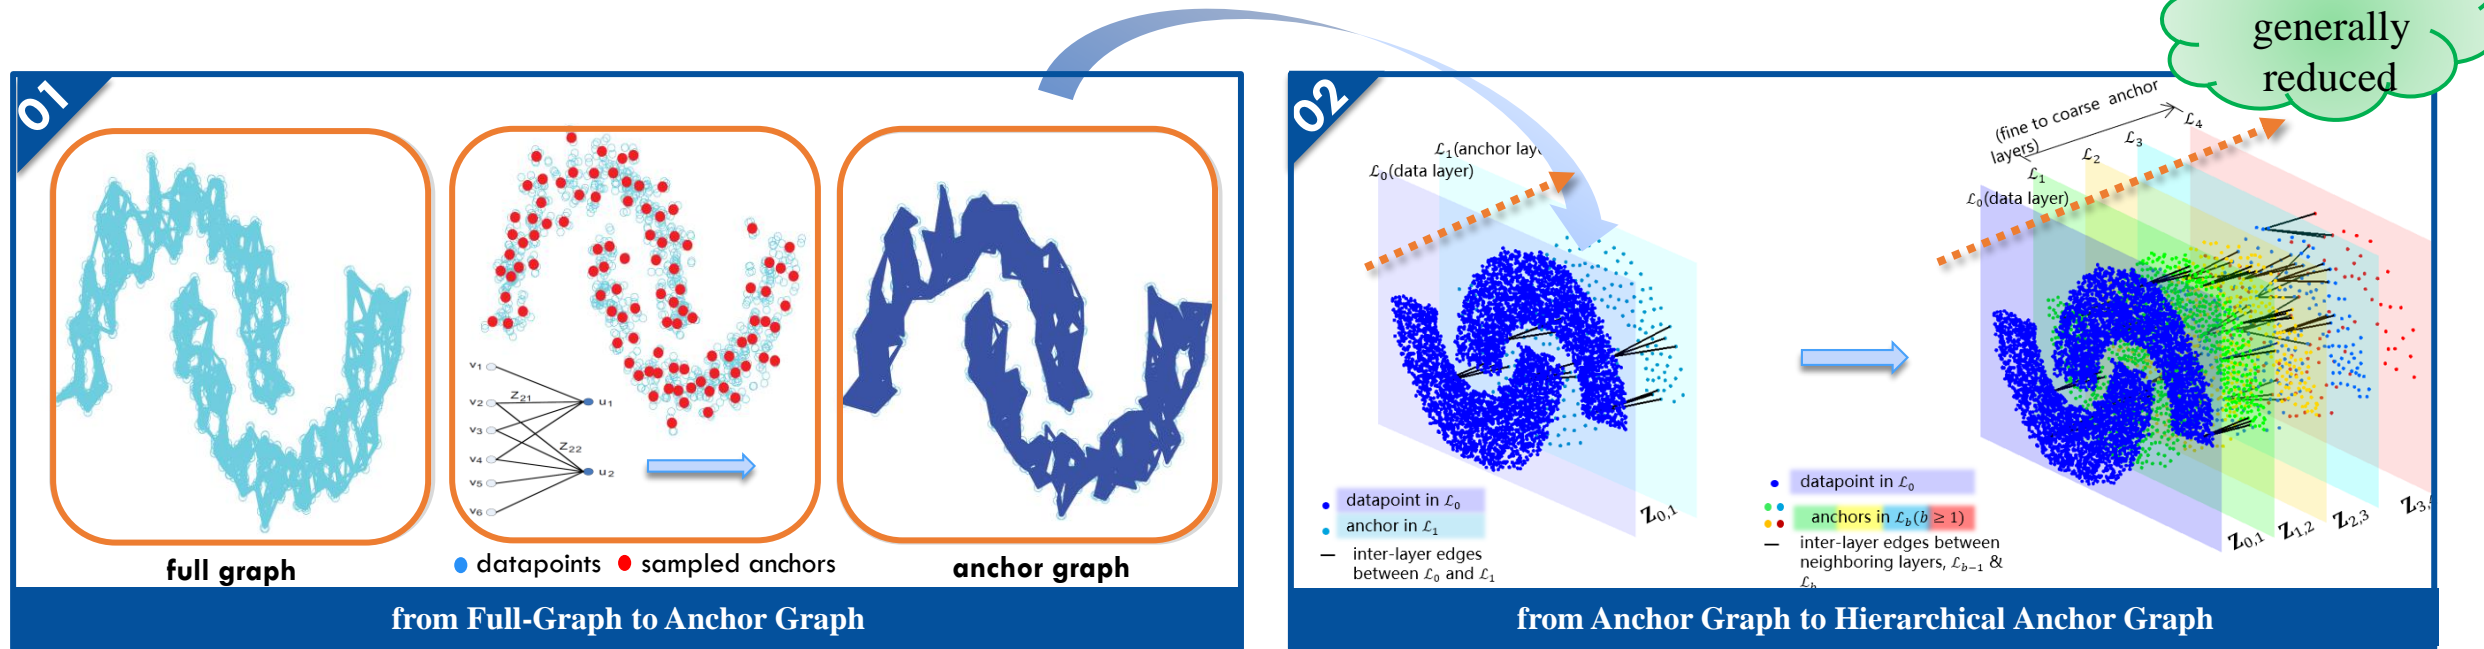 generally
reduced
01
v₁
v₂
v₃
v₄
v₅
v₆
Z₂₁
Z₂₂
u₁
u₂
full graph
datapoints
sampled anchors
anchor graph
from Full-Graph to Anchor Graph
02
ℒ₁(anchor
ℒ₀(data layer)
Z₀,₁
datapoint in ℒ₀
anchor in ℒ₁
inter-layer edges
between ℒ₀ and ℒ₁
(fine to coarse anchor
layers)
ℒ₄
ℒ₃
ℒ₂
ℒ₁
ℒ₀(data layer)
datapoint in ℒ₀
anchors in ℒb(b ≥ 1)
inter-layer edges between
neighboring layers, ℒb−1 &
ℒb
Z₀,₁
Z₁,₂
Z₂,₃
from Anchor Graph to Hierarchical Anchor Graph